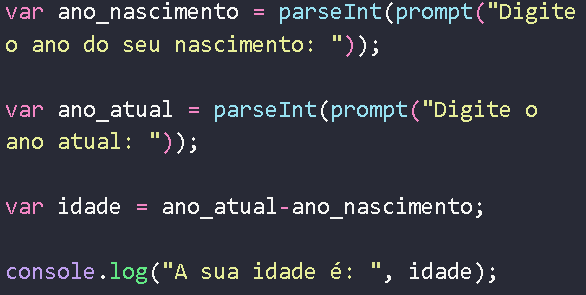 var ano_nascimento = parseInt(prompt("Digite
o ano do seu nascimento: "));
var ano_atual = parseInt(prompt("Digite o
ano atual: "));
var idade = ano_atual-ano_nascimento;
console.log("A sua idade é: ", idade);